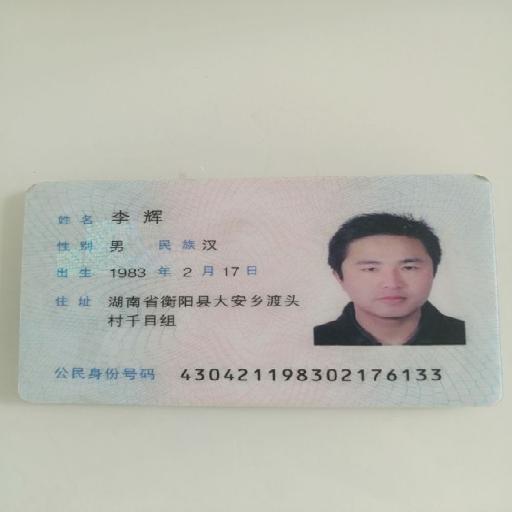 姓名 李辉
性别 男 民族 汉
出生 1983 年 2 月 17 日
住址 湖南省衡阳县大安乡渡头
村千目组
公民身份号码 430421198302176133